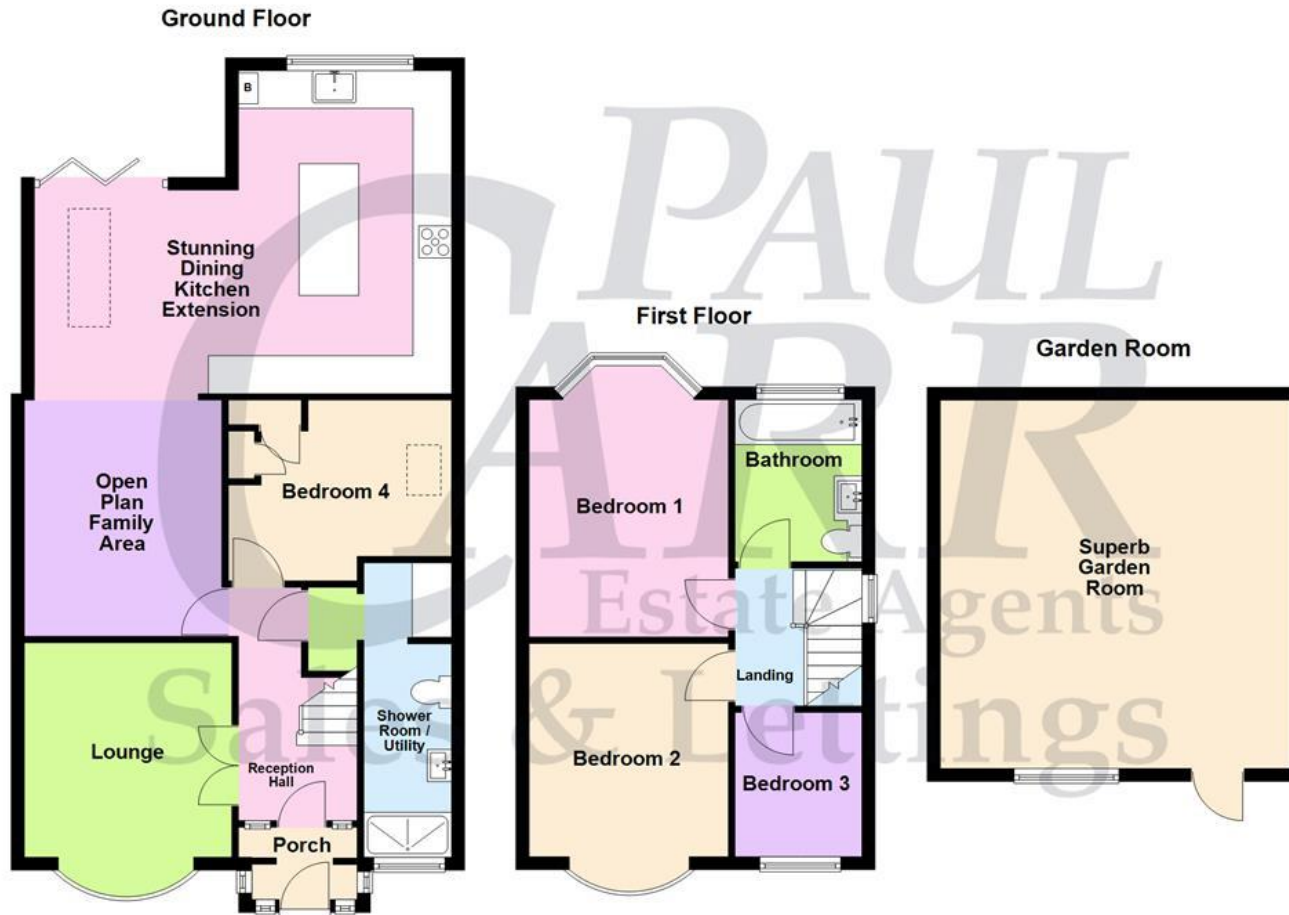 Ground Floor
B
Stunning
Dining
Kitchen
Extension
Open
Plan
Family
Area
Bedroom 4
Lounge
Reception
Hall
Shower
Room /
Utility
Porch
First Floor
Bedroom 1
Bathroom
Landing
Bedroom 2
Bedroom 3
Garden Room
Superb
Garden
Room
PAUL
CARR
Estate Agents
Sales & Lettings